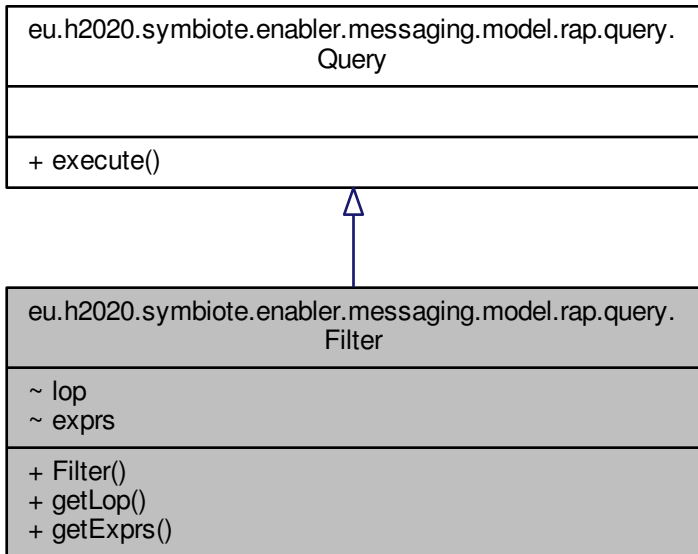 eu.h2020.symbiote.enabler.messaging.model.rap.query.
Query
+ execute()
eu.h2020.symbiote.enabler.messaging.model.rap.query.
Filter
~ lop
~ exprs
+ Filter()
+ getLop()
+ getExprs()